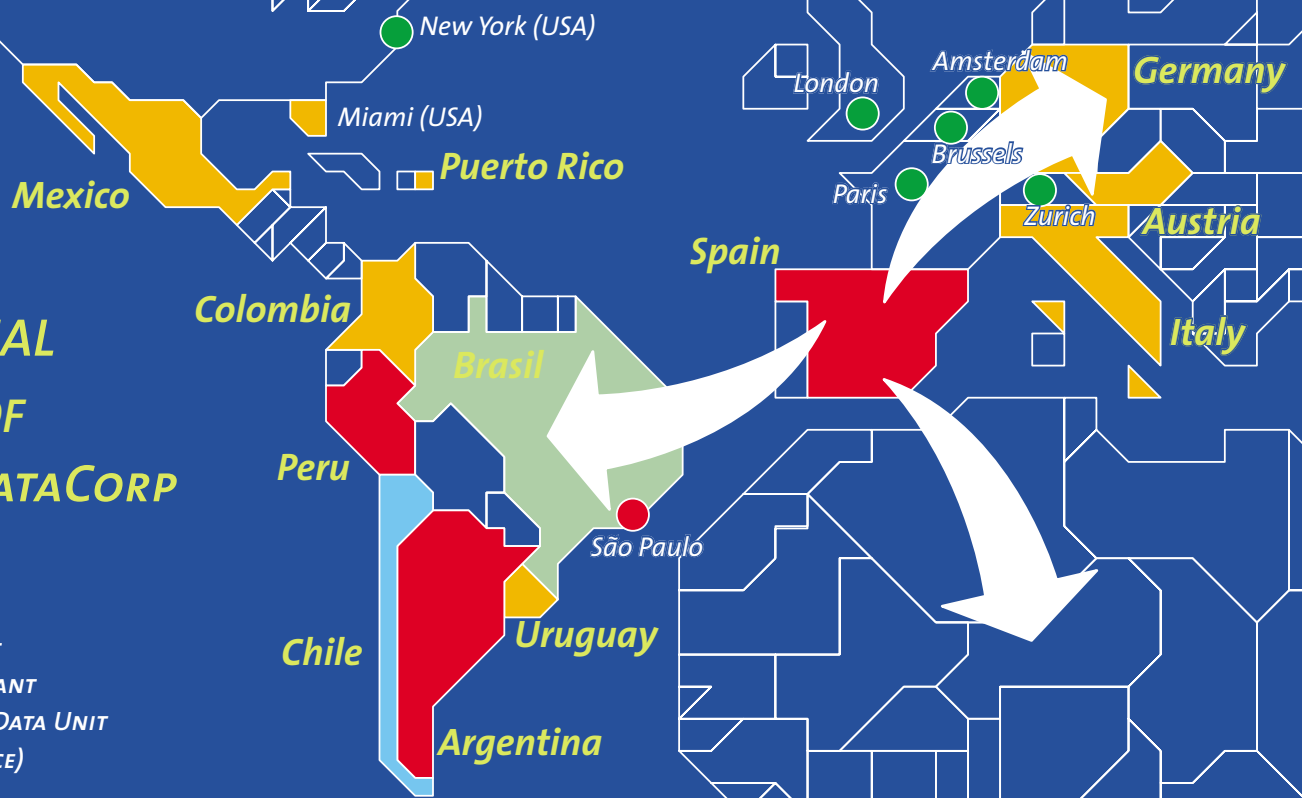 New York (USA)
Miami (USA)
Puerto Rico
Mexico
Colombia
Brasil
Peru
São Paulo
Chile
Uruguay
Argentina
London
Amsterdam
Germany
Brussels
Paris
Zurich
Austria
Spain
Italy
AL
OF
ATACORP
ANT
DATA UNIT
CE)